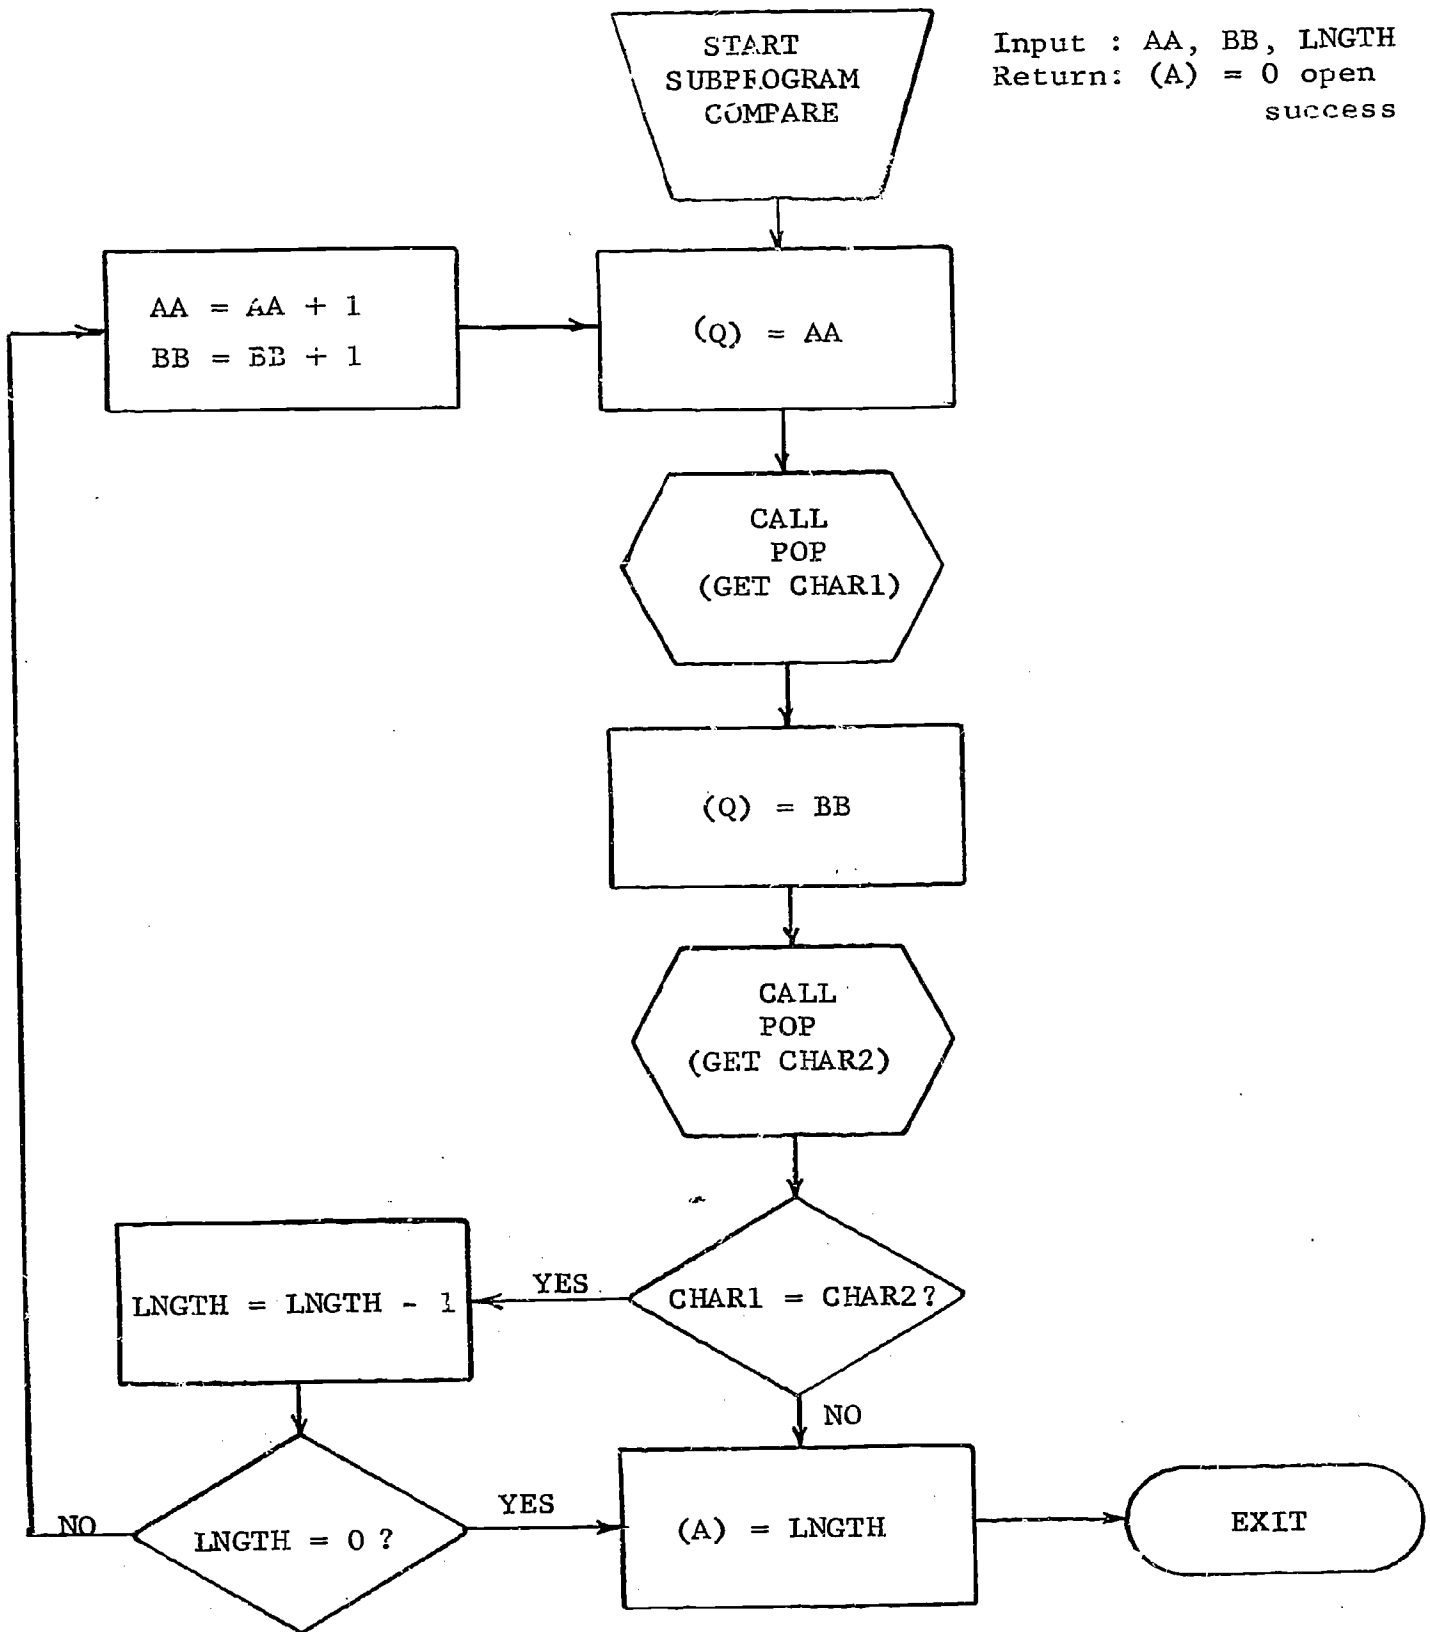 START
SUBPROGRAM
COMPARE
Input : AA, BB, LNGTH
Return: (A) = 0 open
success
AA = AA + 1
BB = BB + 1
(Q) = AA
CALL
POP
(GET CHAR1)
(Q) = BB
CALL
POP
(GET CHAR2)
CHAR1 = CHAR2?
YES
LNGTH = LNGTH - 1
NO
LNGTH = 0 ?
NO
YES
(A) = LNGTH
EXIT